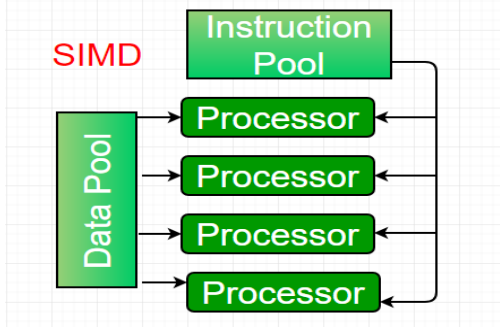 SIMD
Instruction
Pool
Data Pool
Processor
Processor
Processor
Processor